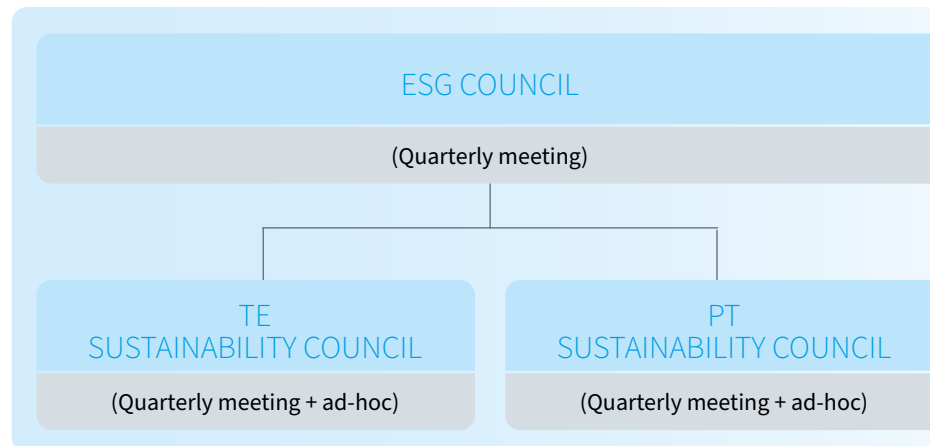 ESG COUNCIL
(Quarterly meeting)
TE
SUSTAINABILITY COUNCIL
(Quarterly meeting + ad-hoc)
PT
SUSTAINABILITY COUNCIL
(Quarterly meeting + ad-hoc)